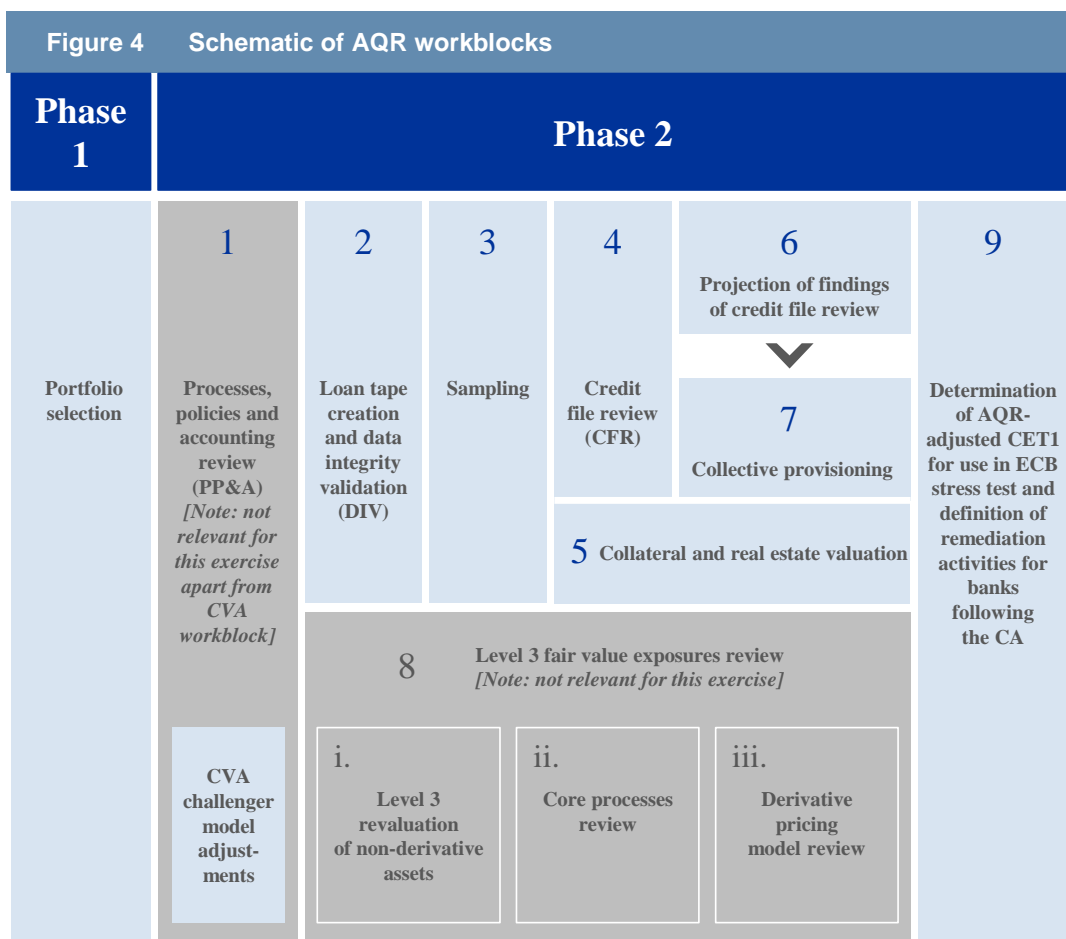 Figure 4 Schematic of AQR workblocks
Phase
1
Phase 2
Portfolio
selection
1
Processes,
policies and
accounting
review
(PP&A)
[Note: not
relevant for
this exercise
apart from
CVA
workblock]
CVA
challenger
model
adjust-
ments
2
Loan tape
creation
and data
integrity
validation
(DIV)
3
Sampling
4
Credit
file review
(CFR)
6
Projection of findings
of credit file review
7
Collective provisioning
5 Collateral and real estate valuation
8
Level 3 fair value exposures review
[Note: not relevant for this exercise]
i.
Level 3
revaluation
of non-derivative
assets
ii.
Core processes
review
iii.
Derivative
pricing
model review
9
Determination
of AQR-
adjusted CET1
for use in ECB
stress test and
definition of
remediation
activities for
banks
following
the CA